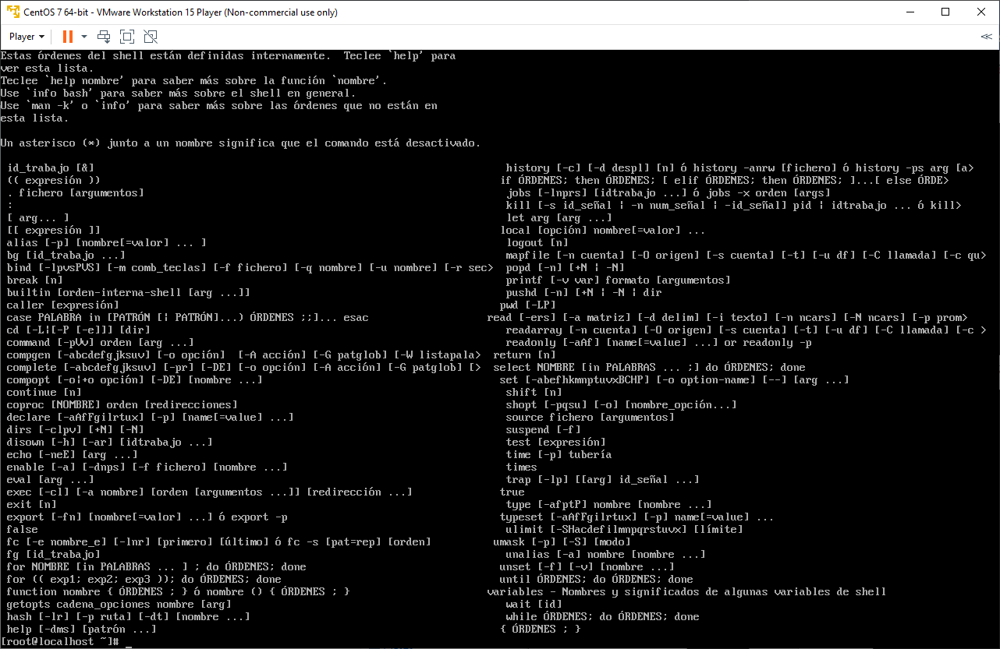 CentOS 7 64-bit - VMware Workstation 15 Player (Non-commercial use only)
Player
Estas órdenes del shell están definidas internamente.  Teclee `help' para
ver esta lista.
Teclee `help nombre' para saber más sobre la función `nombre'.
Use `info bash' para saber más sobre el shell en general.
Use `man -k' o `info' para saber más sobre las órdenes que no están en
esta lista.
Un asterisco (*) junto a un nombre significa que el comando está desactivado.
id_trabajo [&] history [-c] [-d despl] [n] ó history -anrw [fichero] ó history -ps arg [a>
(( expresión )) if ÓRDENES; then ÓRDENES; [ elif ÓRDENES; then ÓRDENES; ]...[ else ÓRDE>
. fichero [argumentos] jobs [-lnprs] [idtrabajo ...] ó jobs -x orden [args]
: kill [-s id_señal ¦ -n num_señal ¦ -id_señal] pid ¦ idtrabajo ... ó kill>
[ arg... ] let arg [arg ...]
[[ expresión ]] local [opción] nombre[=valor] ...
alias [-p] [nombre[=valor] ... ] logout [n]
bg [id_trabajo ...] mapfile [-n cuenta] [-O origen] [-s cuenta] [-t] [-u df] [-C llamada] [-c qu>
bind [-lpvsPVS] [-m comb_teclas] [-f fichero] [-q nombre] [-u nombre] [-r sec> popd [-n] [+N ¦ -N]
break [n] printf [-v var] formato [argumentos]
builtin [orden-interna-shell [arg ...]] pushd [-n] [+N ¦ -N ¦ dir
caller [expresión] pwd [-LP]
case PALABRA in [PATRÓN [¦ PATRÓN]...) ÓRDENES ;;]... esac read [-ers] [-a matriz] [-d delim] [-i texto] [-n ncars] [-N ncars] [-p prom>
cd [-L¦[-P [-e]]] [dir] readarray [-n cuenta] [-O origen] [-s cuenta] [-t] [-u df] [-C llamada] [-c >
command [-pVv] orden [arg ...] readonly [-aAf] [name[=value] ...] or readonly -p
compgen [-abcdefgjksuv] [-o opción]  [-A acción] [-G patglob] [-W listapala> return [n]
complete [-abcdefgjksuv] [-pr] [-DE] [-o opción] [-A acción] [-G patglob] [> select NOMBRE [in PALABRAS ... ;] do ÓRDENES; done
compopt [-o¦+o opción] [-DE] [nombre ...] set [-abefhkmnptuvxBCHP] [-o option-name] [--] [arg ...]
continue [n] shift [n]
coproc [NOMBRE] orden [redirecciones] shopt [-pqsu] [-o] [nombre_opción...]
declare [-aAfFgilrtux] [-p] [name[=value] ...] source fichero [argumentos]
dirs [-clpv] [+N] [-N] suspend [-f]
disown [-h] [-ar] [idtrabajo ...] test [expresión]
echo [-neE] [arg ...] time [-p] tubería
enable [-a] [-dnps] [-f fichero] [nombre ...] times
eval [arg ...] trap [-lp] [[arg] id_señal ...]
exec [-cl] [-a nombre] [orden [argumentos ...]] [redirección ...] true
exit [n] type [-afptP] nombre [nombre ...]
export [-fn] [nombre[=valor] ...] ó export -p typeset [-aAfFgilrtux] [-p] name[=value] ...
false ulimit [-SHacdefilmnpqrstuvx] [límite]
fc [-e nombre_e] [-lnr] [primero] [último] ó fc -s [pat=rep] [orden] umask [-p] [-S] [modo]
fg [id_trabajo] unalias [-a] nombre [nombre ...]
for NOMBRE [in PALABRAS ... ] ; do ÓRDENES; done unset [-f] [-v] [nombre ...]
for (( exp1; exp2; exp3 )); do ÓRDENES; done until ÓRDENES; do ÓRDENES; done
function nombre { ÓRDENES ; } ó nombre () { ÓRDENES ; } variables - Nombres y significados de algunas variables de shell
getopts cadena_opciones nombre [arg] wait [id]
hash [-lr] [-p ruta] [-dt] [nombre ...] while ÓRDENES; do ÓRDENES; done
help [-dms] [patrón ...] { ÓRDENES ; }
[root@localhost ~]# _